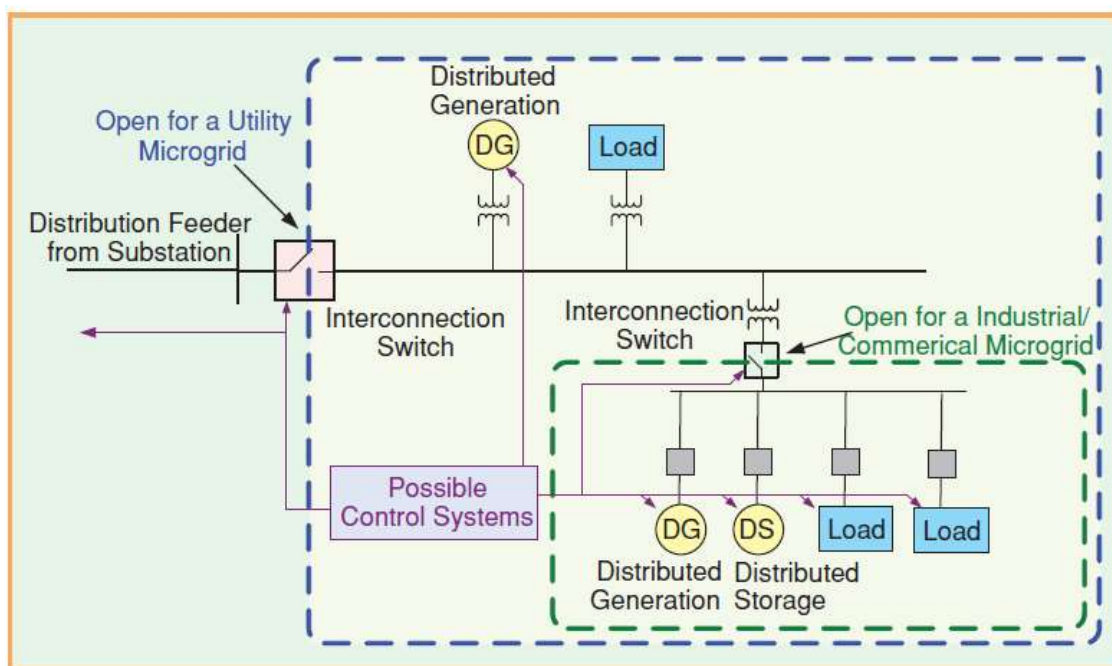 Distributed
Generation
Open for a Utility
Microgrid
DG
Load
Distribution Feeder
from Substation
Interconnection
Switch
Interconnection
Switch
Open for a Industrial/
Commerical Microgrid
Possible
Control Systems
DG
DS
Load
Load
Distributed
Generation
Distributed
Storage